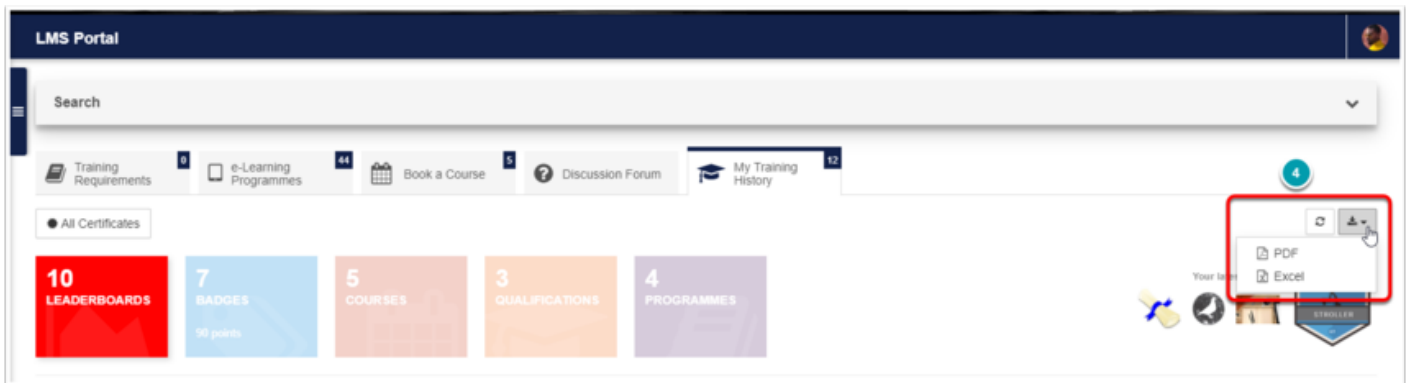 LMS Portal
Search
Training
Requirements
0
e-Learning
Programmes
44
Book a Course
5
Discussion Forum
My Training
History
12
4
All Certificates
PDF
Excel
10
LEADERBOARDS
7
BADGES
90 points
5
COURSES
3
QUALIFICATIONS
4
PROGRAMMES
Your
STROLLER